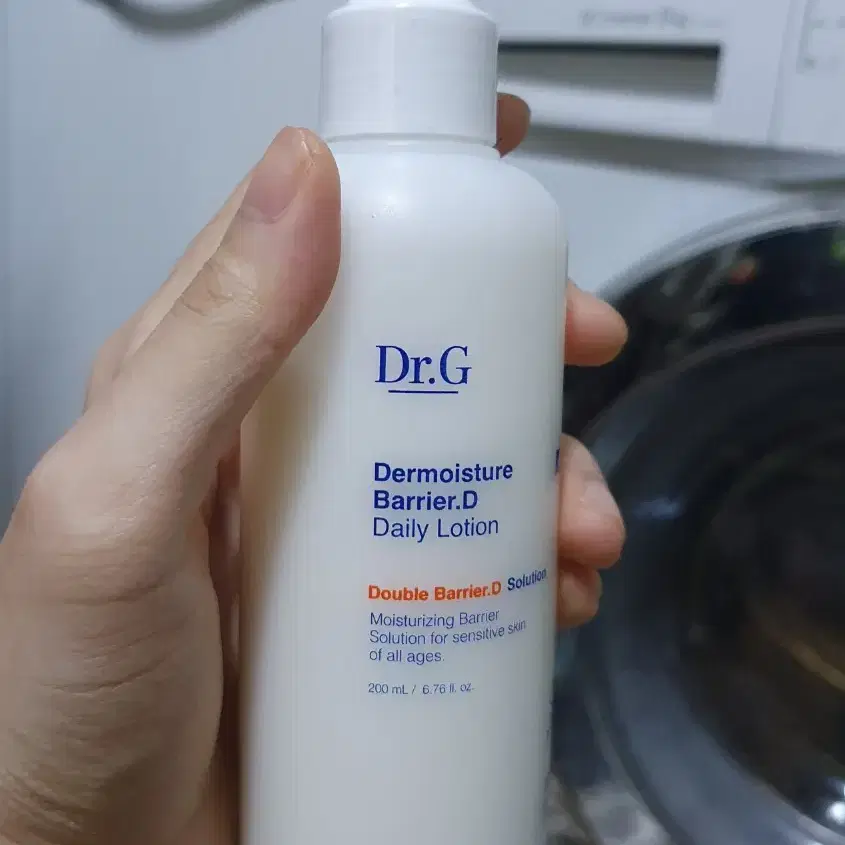 Dr.G
Dermoisture
Barrier.D
Daily Lotion
Double Barrier.D Solution
Moisturizing Barrier
Solution for sensitive skin
of all ages.
200 mL / 6.76 fl. oz.